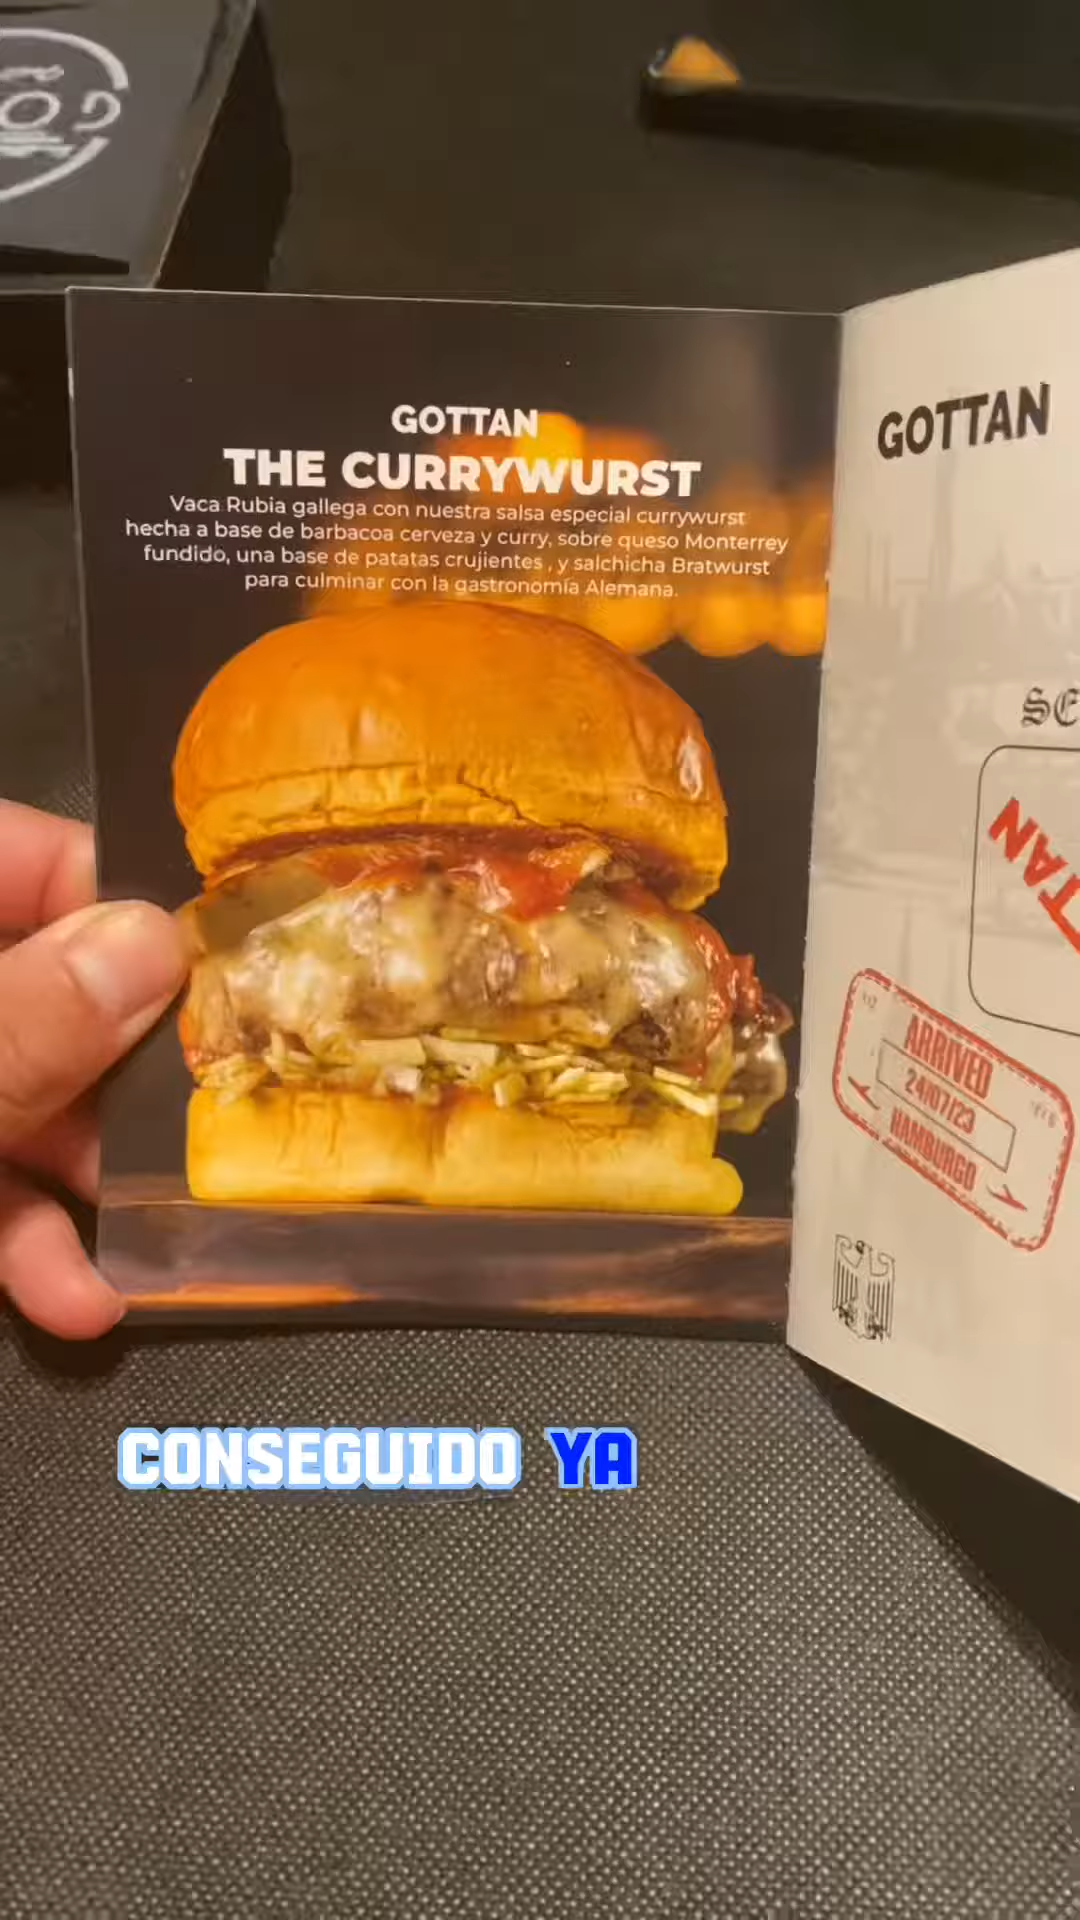 GOTTAN
THE CURRYWURST
Vaca Rubia gallega con nuestra salsa especial currywurst
hecha a base de barbacoa cerveza y curry, sobre queso Monterrey
fundido, una base de patatas crujientes , y salchicha Bratwurst
para culminar con la gastronomía Alemana.
GOTTAN
SE
TAN
ARRIVED
24/07/23
HAMBURGO
CONSEGUIDO YA